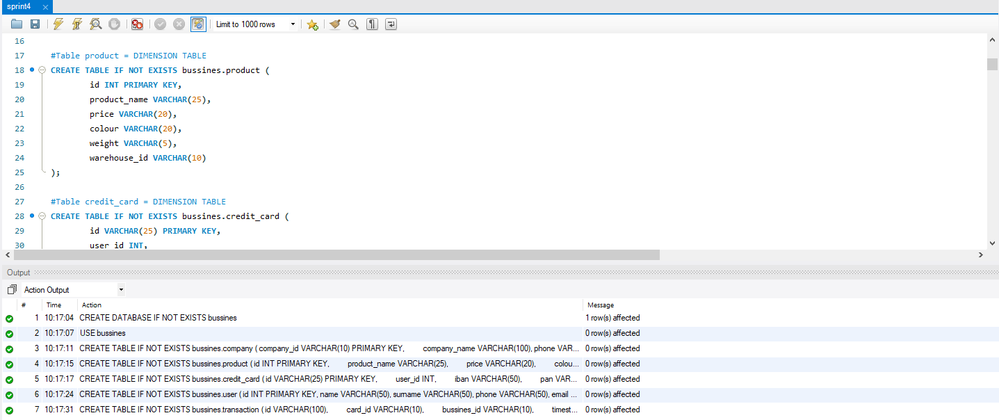 sprint4
Limit to 1000 rows
16
17 #Table product = DIMENSION TABLE
18 CREATE TABLE IF NOT EXISTS bussines.product (
19 id INT PRIMARY KEY,
20 product_name VARCHAR(25),
21 price VARCHAR(20),
22 colour VARCHAR(20),
23 weight VARCHAR(5),
24 warehouse_id VARCHAR(10)
25 );
26
27 #Table credit_card = DIMENSION TABLE
28 CREATE TABLE IF NOT EXISTS bussines.credit_card (
29 id VARCHAR(25) PRIMARY KEY,
30 user_id INT,
Output
Action Output
# Time Action Message
1 10:17:04 CREATE DATABASE IF NOT EXISTS bussines 1 row(s) affected
2 10:17:07 USE bussines 0 row(s) affected
3 10:17:11 CREATE TABLE IF NOT EXISTS bussines.company ( company_id VARCHAR(10) PRIMARY KEY, company_name VARCHAR(100), phone VAR... 0 row(s) affected
4 10:17:15 CREATE TABLE IF NOT EXISTS bussines.product ( id INT PRIMARY KEY, product_name VARCHAR(25), price VARCHAR(20), colou... 0 row(s) affected
5 10:17:17 CREATE TABLE IF NOT EXISTS bussines.credit_card ( id VARCHAR(25) PRIMARY KEY, user_id INT, iban VARCHAR(50), pan VAR... 0 row(s) affected
6 10:17:24 CREATE TABLE IF NOT EXISTS bussines.user ( id INT PRIMARY KEY, name VARCHAR(50), surname VARCHAR(50), phone VARCHAR(50), email ... 0 row(s) affected
7 10:17:31 CREATE TABLE IF NOT EXISTS bussines.transaction ( id VARCHAR(100), card_id VARCHAR(10), bussines_id VARCHAR(10), timest... 0 row(s) affected